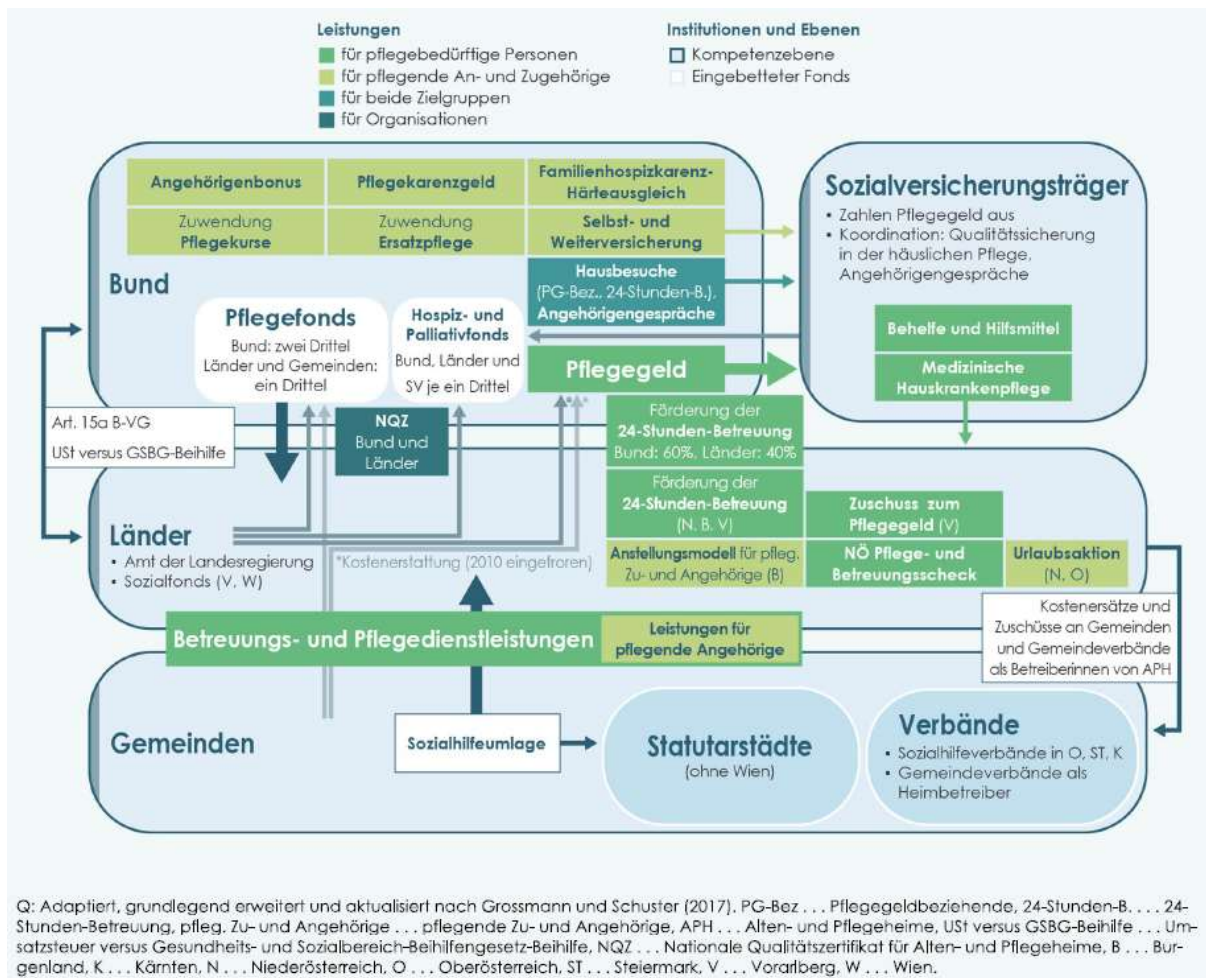 Leistungen
für pflegebedürftige Personen
für pflegende An- und Zugehörige
für beide Zielgruppen
für Organisationen
Institutionen und Ebenen
Kompetenzebene
Eingebetteter Fonds
Bund
Angehörigenbonus
Pflegekarenzgeld
Familienhospizkarenz-
Härteausgleich
Zuwendung
Pflegekurse
Zuwendung
Ersatzpflege
Selbst- und
Weiterversicherung
Hausbesuche
(PG-Bez., 24-Stunden-B.),
Angehörigengespräche
Pflegefonds
Bund: zwei Drittel
Länder und Gemeinden:
ein Drittel
Hospiz- und
Palliativfonds
Bund, Länder und
SV je ein Drittel
Pflegegeld
Sozialversicherungsträger
• Zahlen Pflegegeld aus
• Koordination: Qualitätssicherung
in der häuslichen Pflege,
Angehörigengespräche
Behelfe und Hilfsmittel
Medizinische
Hauskrankenpflege
Art. 15a B-VG
USt versus GSBG-Beihilfe
NQZ
Bund und
Länder
Förderung der
24-Stunden-Betreuung
Bund: 60%, Länder: 40%
Länder
• Amt der Landesregierung
• Sozialfonds (V, W)
*Kostenerstattung (2010 eingefroren)
Förderung der
24-Stunden-Betreuung
(N, B, V)
Zuschuss zum
Pflegegeld (V)
Anstellungsmodell für pfleg.
Zu- und Angehörige (B)
NÖ Pflege- und
Betreuungsscheck
Urlaubsaktion
(N, O)
Betreuungs- und Pflegedienstleistungen
Leistungen für
pflegende Angehörige
Kostenersätze und
Zuschüsse an Gemeinden
und Gemeindeverbände
als Betreiberinnen von APH
Gemeinden
Sozialhilfeumlage
Statutarstädte
(ohne Wien)
Verbände
• Sozialhilfeverbände in O, ST, K
• Gemeindeverbände als
Heimbetreiber
Q: Adaptiert, grundlegend erweitert und aktualisiert nach Grossmann und Schuster (2017). PG-Bez . . . Pflegegeldbeziehende, 24-Stunden-B. . . . 24-
Stunden-Betreuung, pfleg. Zu- und Angehörige . . . pflegende Zu- und Angehörige, APH . . . Alten- und Pflegeheime, USt versus GSBG-Beihilfe . . . Um-
satzsteuer versus Gesundheits- und Sozialbereich-Beihilfengesetz-Beihilfe, NQZ . . . Nationale Qualitätszertifikat für Alten- und Pflegeheime, B . . . Bur-
genland, K . . . Kärnten, N . . . Niederösterreich, O . . . Oberösterreich, ST . . . Steiermark, V . . . Vorarlberg, W . . . Wien.